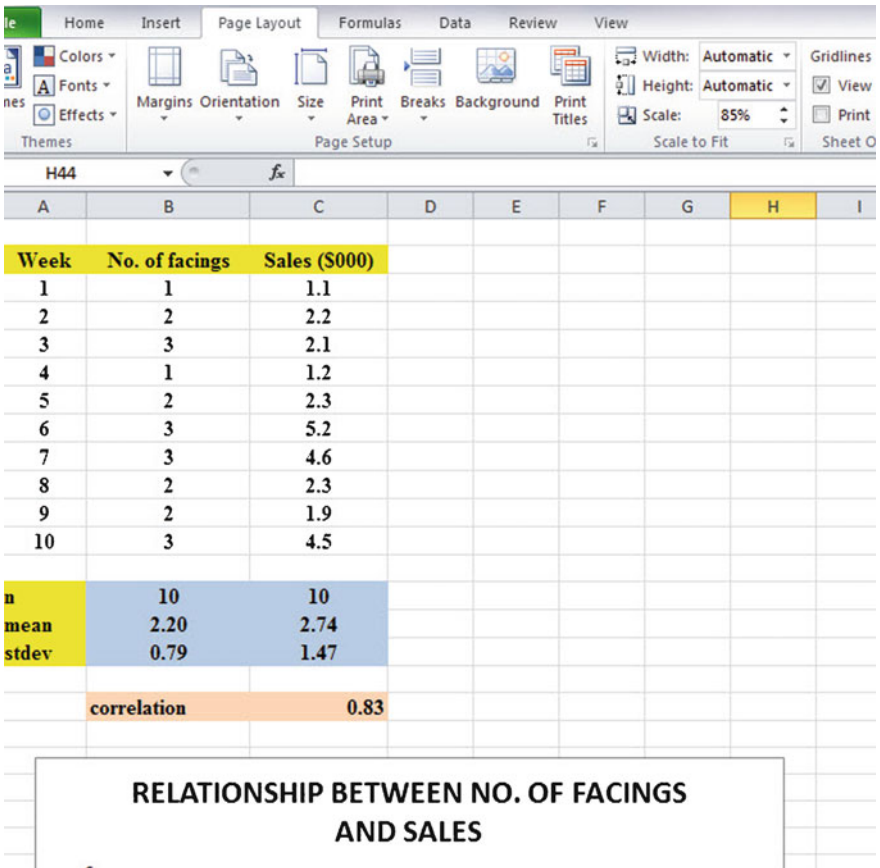 le Home Insert Page Layout Formulas Data Review View
Colors Width: Automatic Gridlines
a A Fonts Height: Automatic View
nes Effects Margins Orientation Size Print Area Breaks Background Print Titles Scale: 85% Print
Themes Page Setup Scale to Fit Sheet O
H44 fx
A B C D E F G H I
Week No. of facings Sales ($000)
1 1 1.1
2 2 2.2
3 3 2.1
4 1 1.2
5 2 2.3
6 3 5.2
7 3 4.6
8 2 2.3
9 2 1.9
10 3 4.5
n 10 10
mean 2.20 2.74
stdev 0.79 1.47
correlation 0.83
RELATIONSHIP BETWEEN NO. OF FACINGS
AND SALES